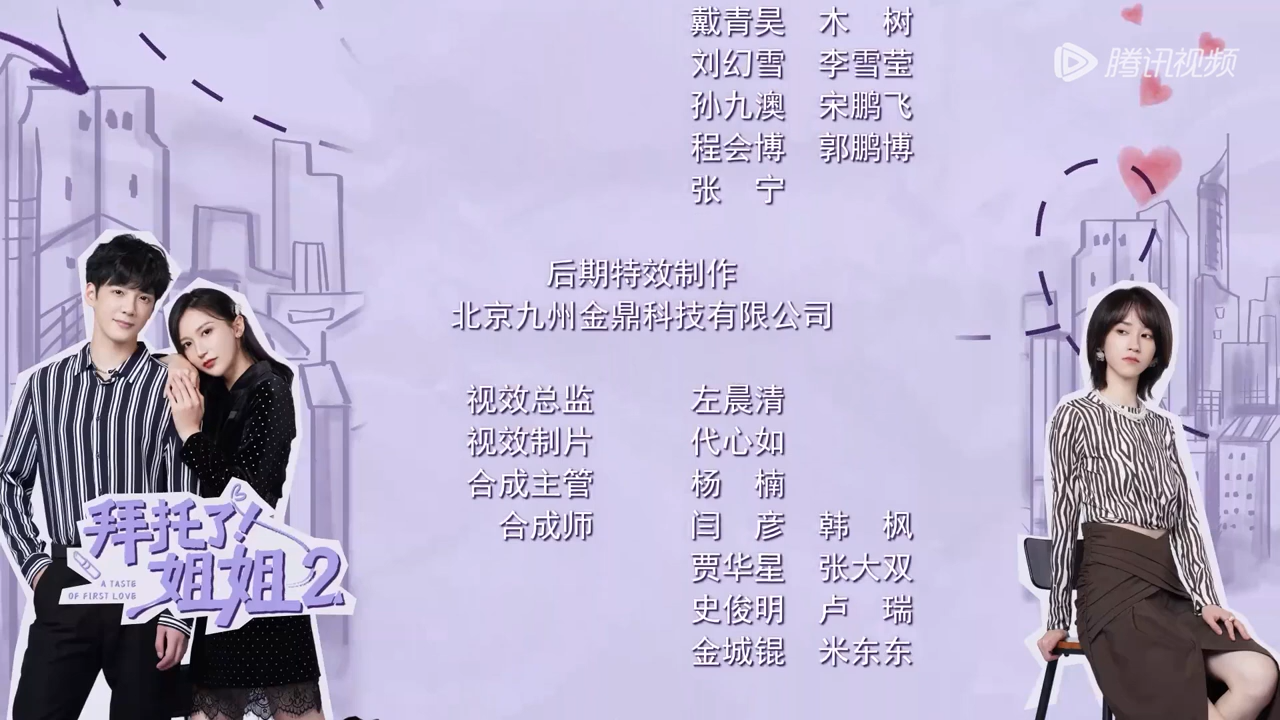 戴青昊 木 树
腾讯视频
刘幻雪 李雪莹
孙九澳 宋鹏飞
程会博 郭鹏博
张 宁
后期特效制作
北京九州金鼎科技有限公司
视效总监 左晨清
视效制片 代心如
合成主管 杨 楠
合成师 闫 彦 韩 枫
贾华星 张大双
史俊明 卢 瑞
金城锟 米东东
拜托了!
姐姐2
A TASTE
OF FIRST LOVE